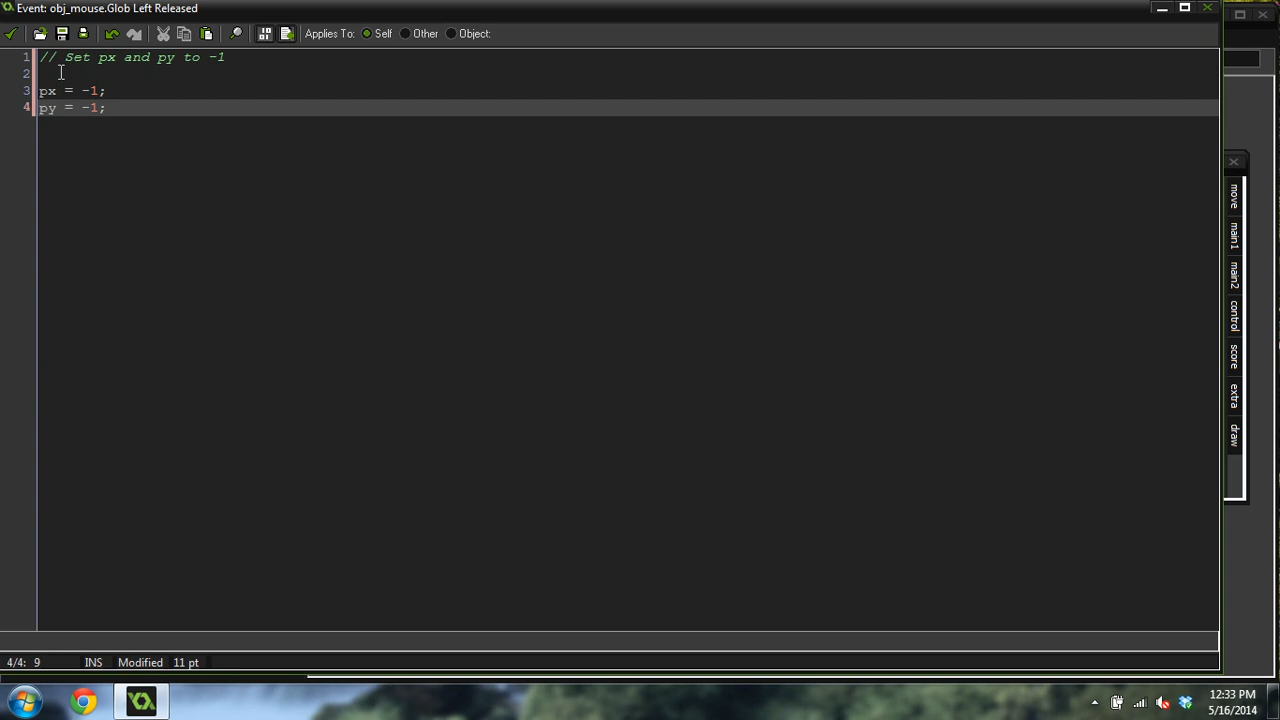 Event: obj_mouse.Glob Left Released
Applies To: Self Other Object:
1 // Set px and py to -1
2
3 px = -1;
4 py = -1;
move
main1
main2
control
score
extra
draw
4/4: 9 INS Modified 11 pt
12:33 PM
5/16/2014